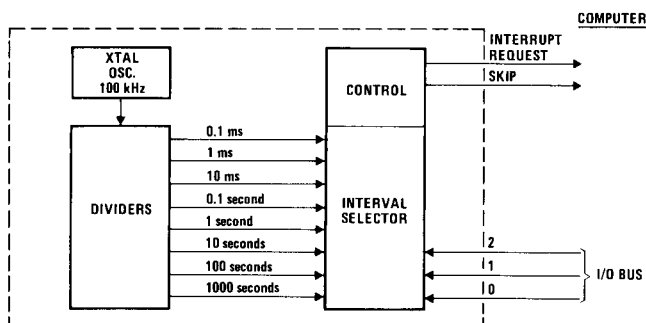 COMPUTER
INTERRUPT
REQUEST
SKIP
XTAL
OSC.
100 kHz
CONTROL
DIVIDERS
0.1 ms
1 ms
10 ms
0.1 second
1 second
10 seconds
100 seconds
1000 seconds
INTERVAL
SELECTOR
2
1
0
I/O BUS